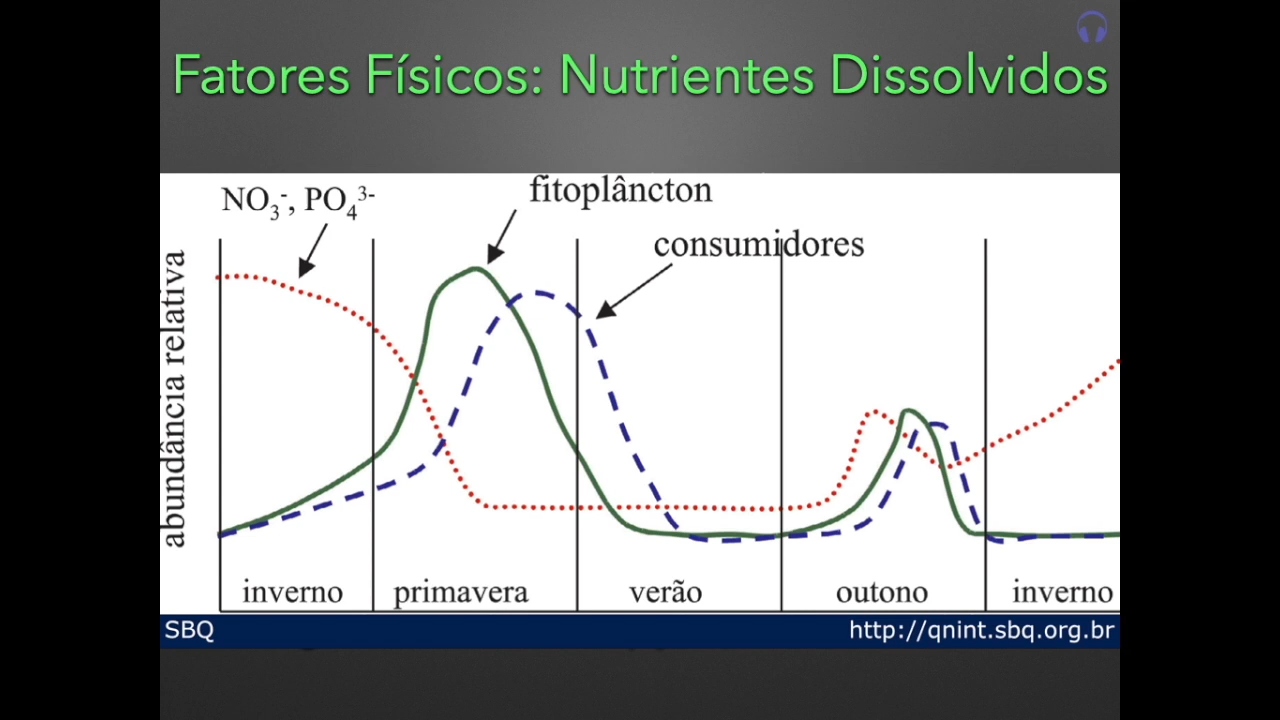 Fatores Físicos: Nutrientes Dissolvidos
NO₃⁻, PO₄³⁻
fitoplâncton
consumidores
abundância relativa
inverno
primavera
verão
outono
inverno
SBQ
http://qnint.sbq.org.br